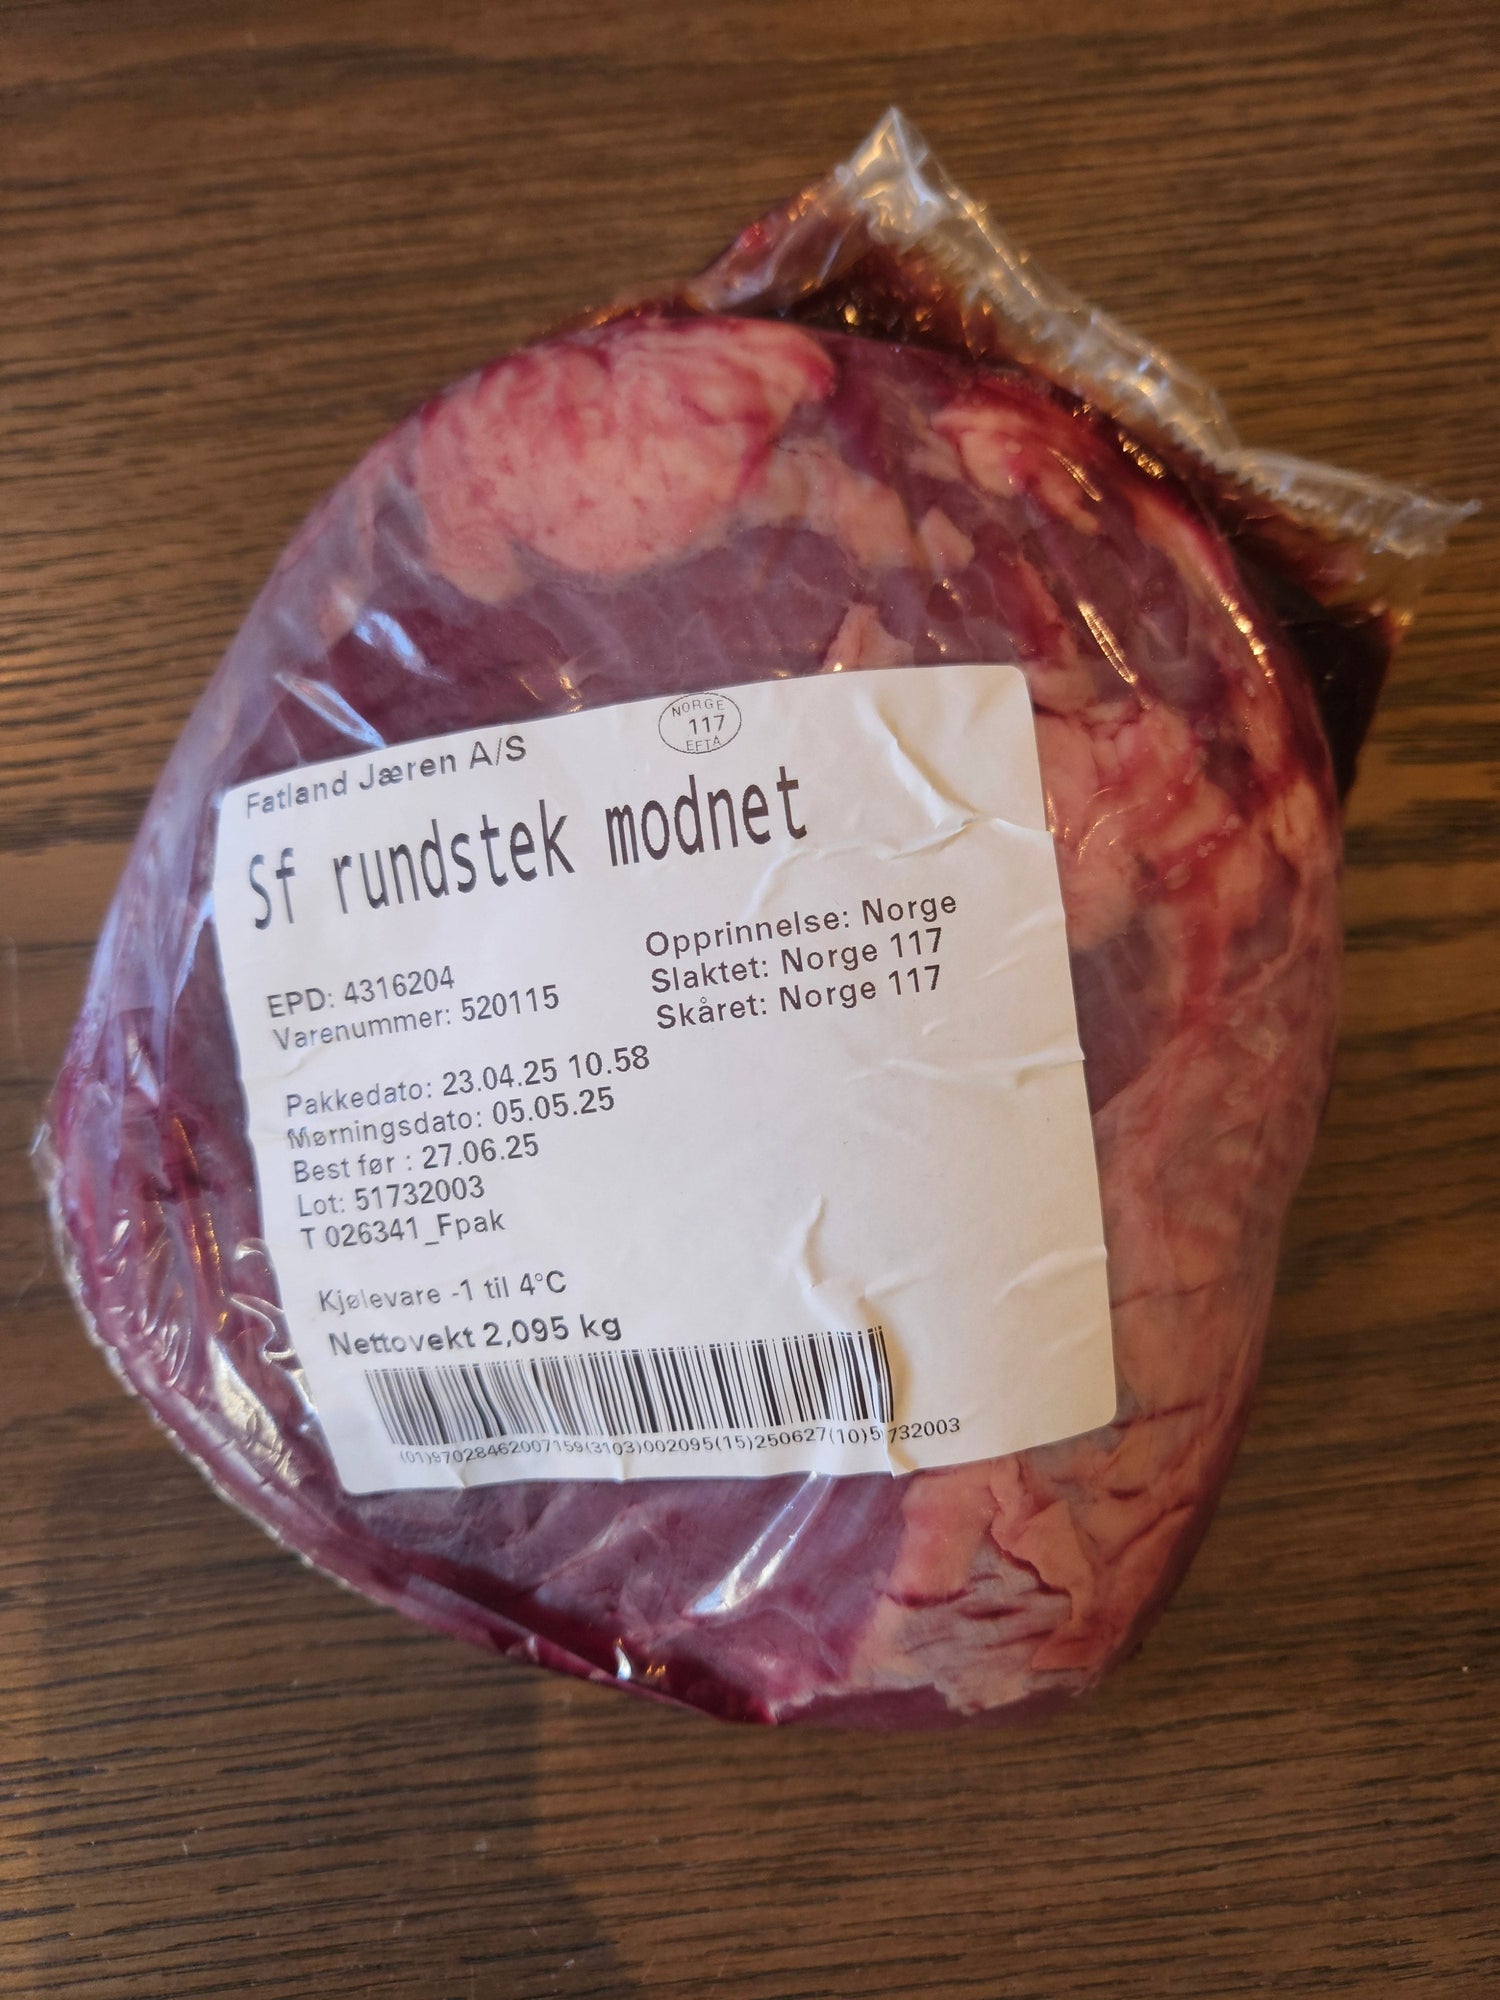 Fatland Jæren A/S
NORGE
117
EFTA
Sf rundstek modnet
EPD: 4316204
Varenummer: 520115
Opprinnelse: Norge
Slaktet: Norge 117
Skåret: Norge 117
Pakkedato: 23.04.25 10.58
Mørningsdato: 05.05.25
Best før : 27.06.25
Lot: 51732003
T 026341_Fpak
Kjølevare -1 til 4°C
Nettovekt 2,095 kg
(01)97028462007159(3103)002095(15)250627(10)51732003